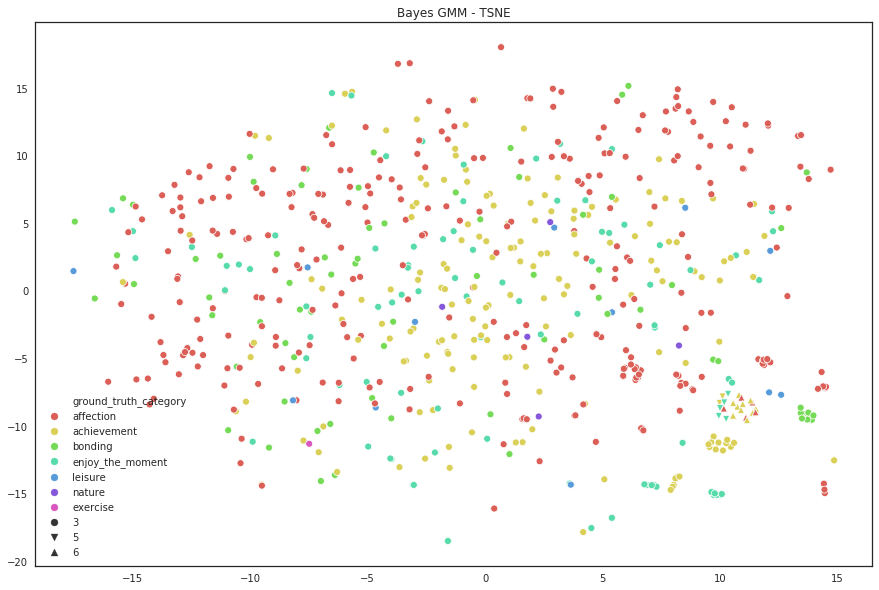 Bayes GMM - TSNE
15
10
5
0
−5
−10
−15
−20
ground_truth_category
affection
achievement
bonding
enjoy_the_moment
leisure
nature
exercise
3
5
6
−15 −10 −5 0 5 10 15